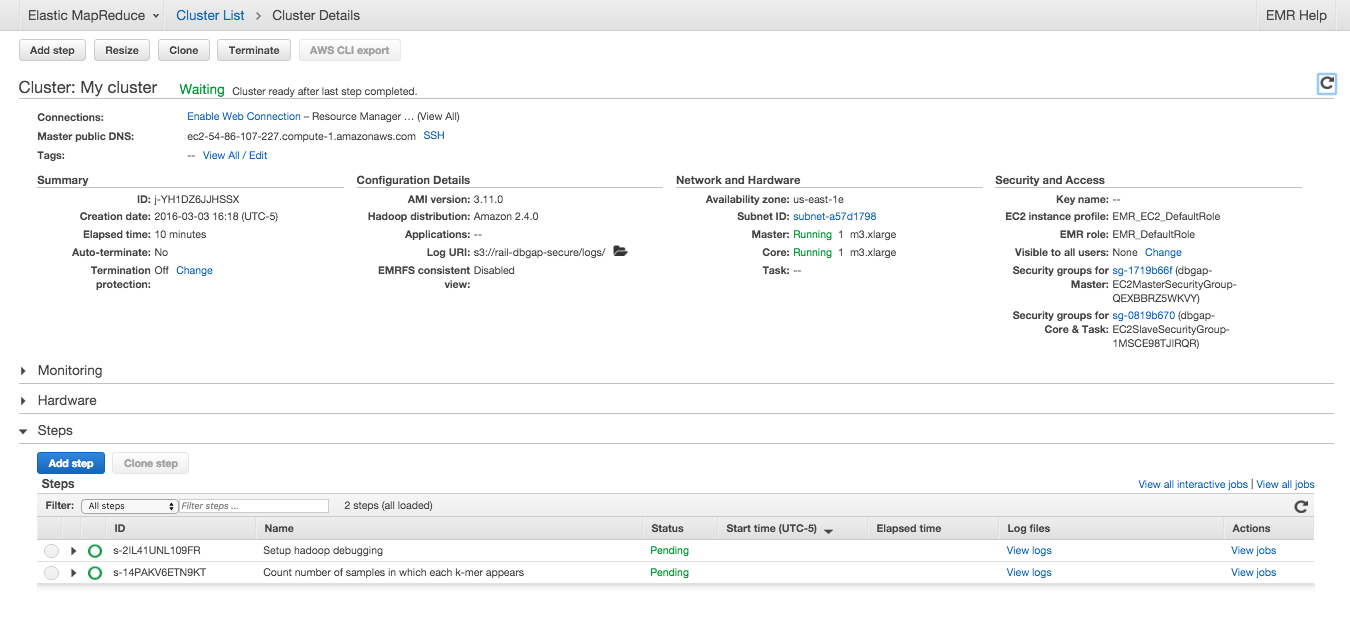 Elastic MapReduce Cluster List > Cluster Details EMR Help
Add step Resize Clone Terminate AWS CLI export
Cluster: My cluster Waiting Cluster ready after last step completed.
Connections: Enable Web Connection – Resource Manager ... (View All)
Master public DNS: ec2-54-86-107-227.compute-1.amazonaws.com SSH
Tags: -- View All / Edit
Summary
ID: j-YH1DZ6JJHSSX
Creation date: 2016-03-03 16:18 (UTC-5)
Elapsed time: 10 minutes
Auto-terminate: No
Termination Off Change
protection:
Configuration Details
AMI version: 3.11.0
Hadoop distribution: Amazon 2.4.0
Applications: --
Log URI: s3://rail-dbgap-secure/logs/
EMRFS consistent Disabled
view:
Network and Hardware
Availability zone: us-east-1e
Subnet ID: subnet-a57d1798
Master: Running 1 m3.xlarge
Core: Running 1 m3.xlarge
Task: --
Security and Access
Key name: --
EC2 instance profile: EMR_EC2_DefaultRole
EMR role: EMR_DefaultRole
Visible to all users: None Change
Security groups for sg-1719b66f (dbgap-
Master: EC2MasterSecurityGroup-
QEXBBRZ5WKVY)
Security groups for sg-0819b670 (dbgap-
Core & Task: EC2SlaveSecurityGroup-
1MSCE98TJIRQR)
Monitoring
Hardware
Steps
Add step Clone step
Steps View all interactive jobs | View all jobs
Filter: All steps Filter steps ... 2 steps (all loaded)
ID Name Status Start time (UTC-5) Elapsed time Log files Actions
s-2IL41UNL109FR Setup hadoop debugging Pending View logs View jobs
s-14PAKV6ETN9KT Count number of samples in which each k-mer appears Pending View logs View jobs